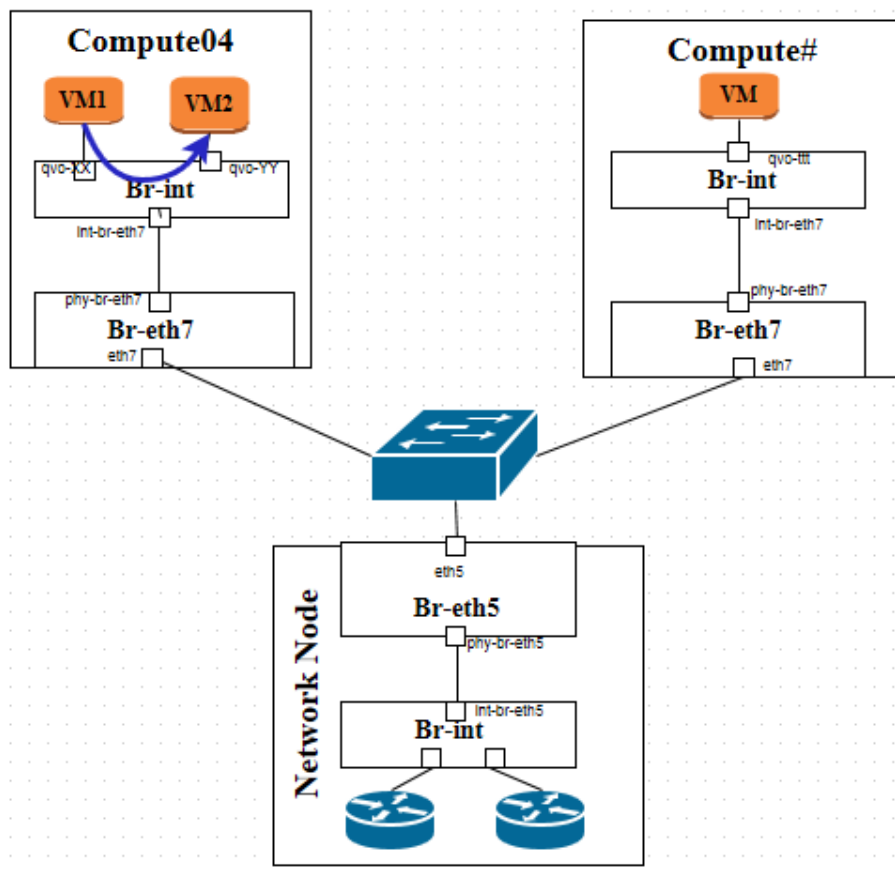 Compute04
VM1
VM2
qvo-XX
qvo-YY
Br-int
int-br-eth7
phy-br-eth7
Br-eth7
eth7
Compute#
VM
qvo-ttt
Br-int
int-br-eth7
phy-br-eth7
Br-eth7
eth7
Network Node
eth5
Br-eth5
phy-br-eth5
int-br-eth5
Br-int